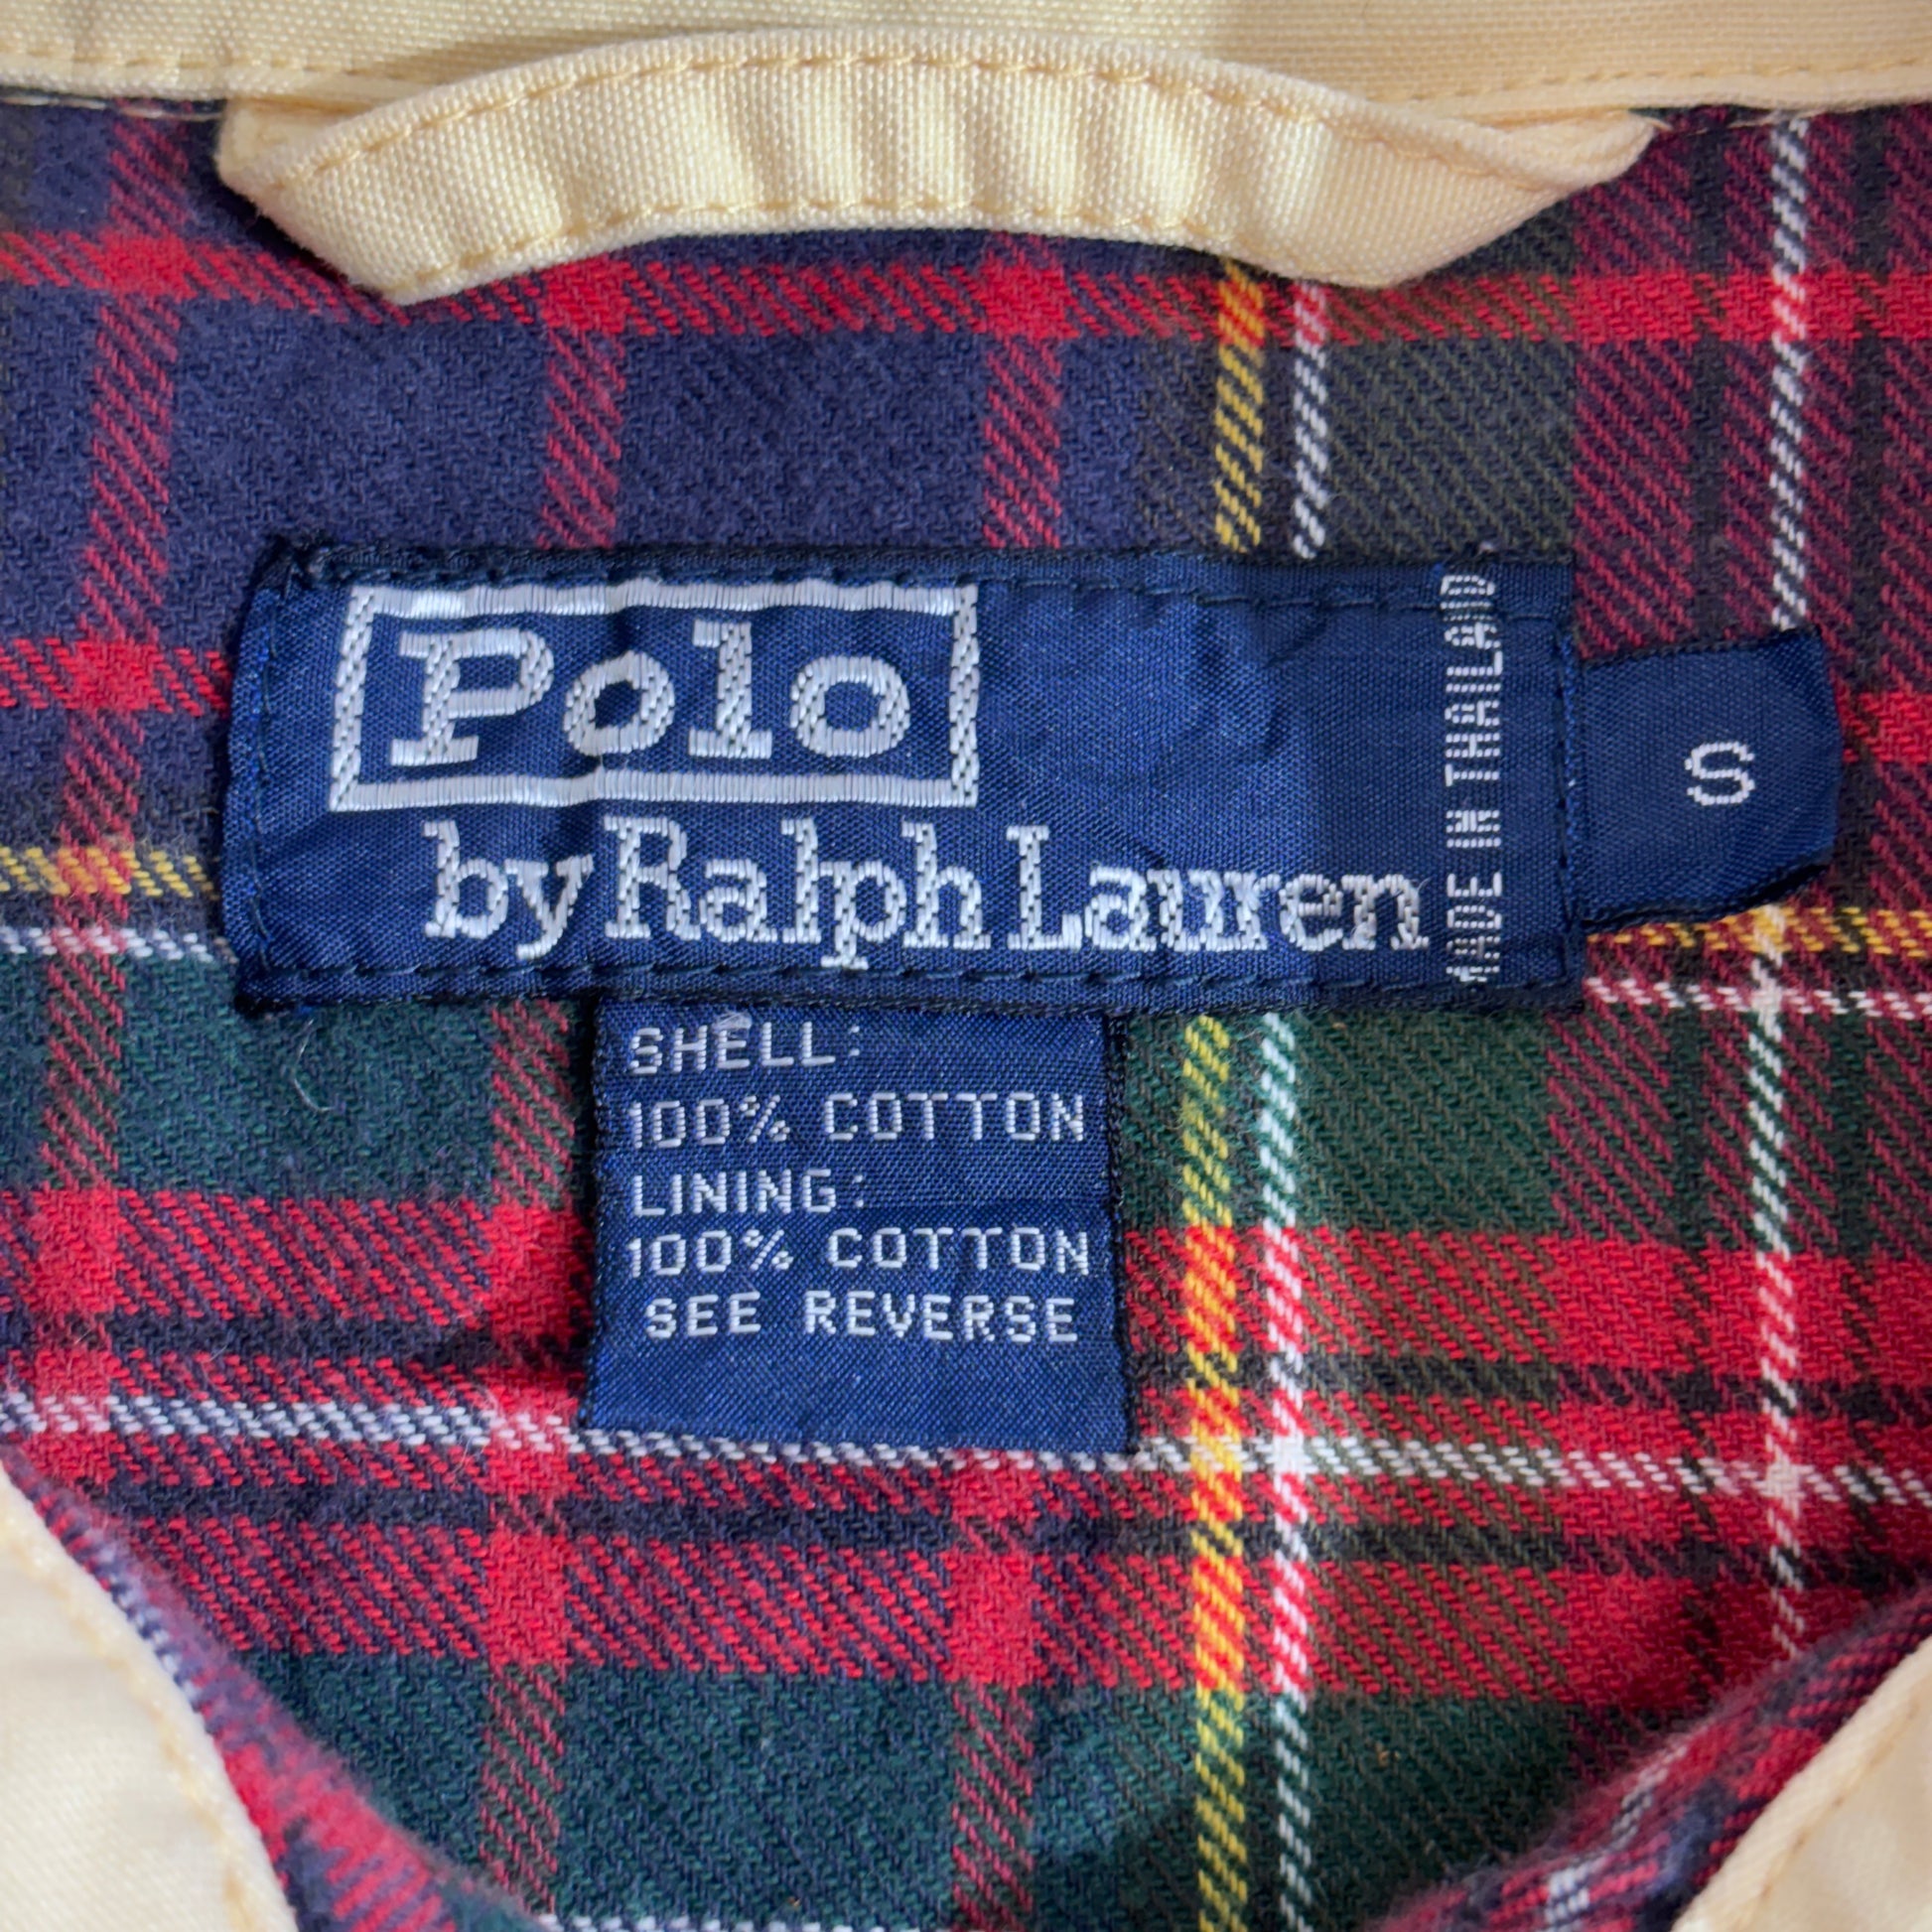 Polo
by Ralph Lauren
MADE IN THAILAND
S
SHELL:
100% COTTON
LINING:
100% COTTON
SEE REVERSE